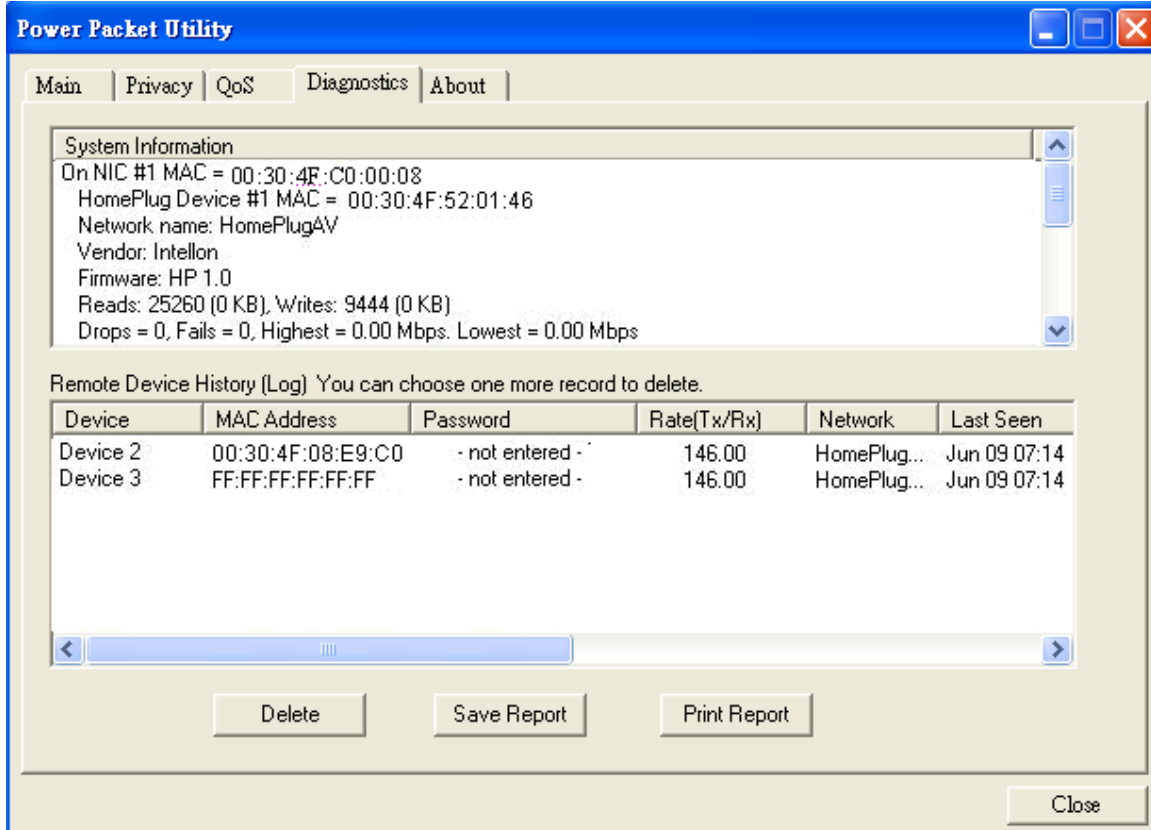 Power Packet Utility
Main Privacy QoS Diagnostics About
System Information
On NIC #1 MAC = 00:30:4F:C0:00:08
HomePlug Device #1 MAC = 00:30:4F:52:01:46
Network name: HomePlugAV
Vendor: Intellon
Firmware: HP 1.0
Reads: 25260 (0 KB), Writes: 9444 (0 KB)
Drops = 0, Fails = 0, Highest = 0.00 Mbps. Lowest = 0.00 Mbps
Remote Device History (Log) You can choose one more record to delete.
Device MAC Address Password Rate(Tx/Rx) Network Last Seen
Device 2 00:30:4F:08:E9:C0 - not entered - 146.00 HomePlug... Jun 09 07:14
Device 3 FF:FF:FF:FF:FF:FF - not entered - 146.00 HomePlug... Jun 09 07:14
Delete Save Report Print Report
Close